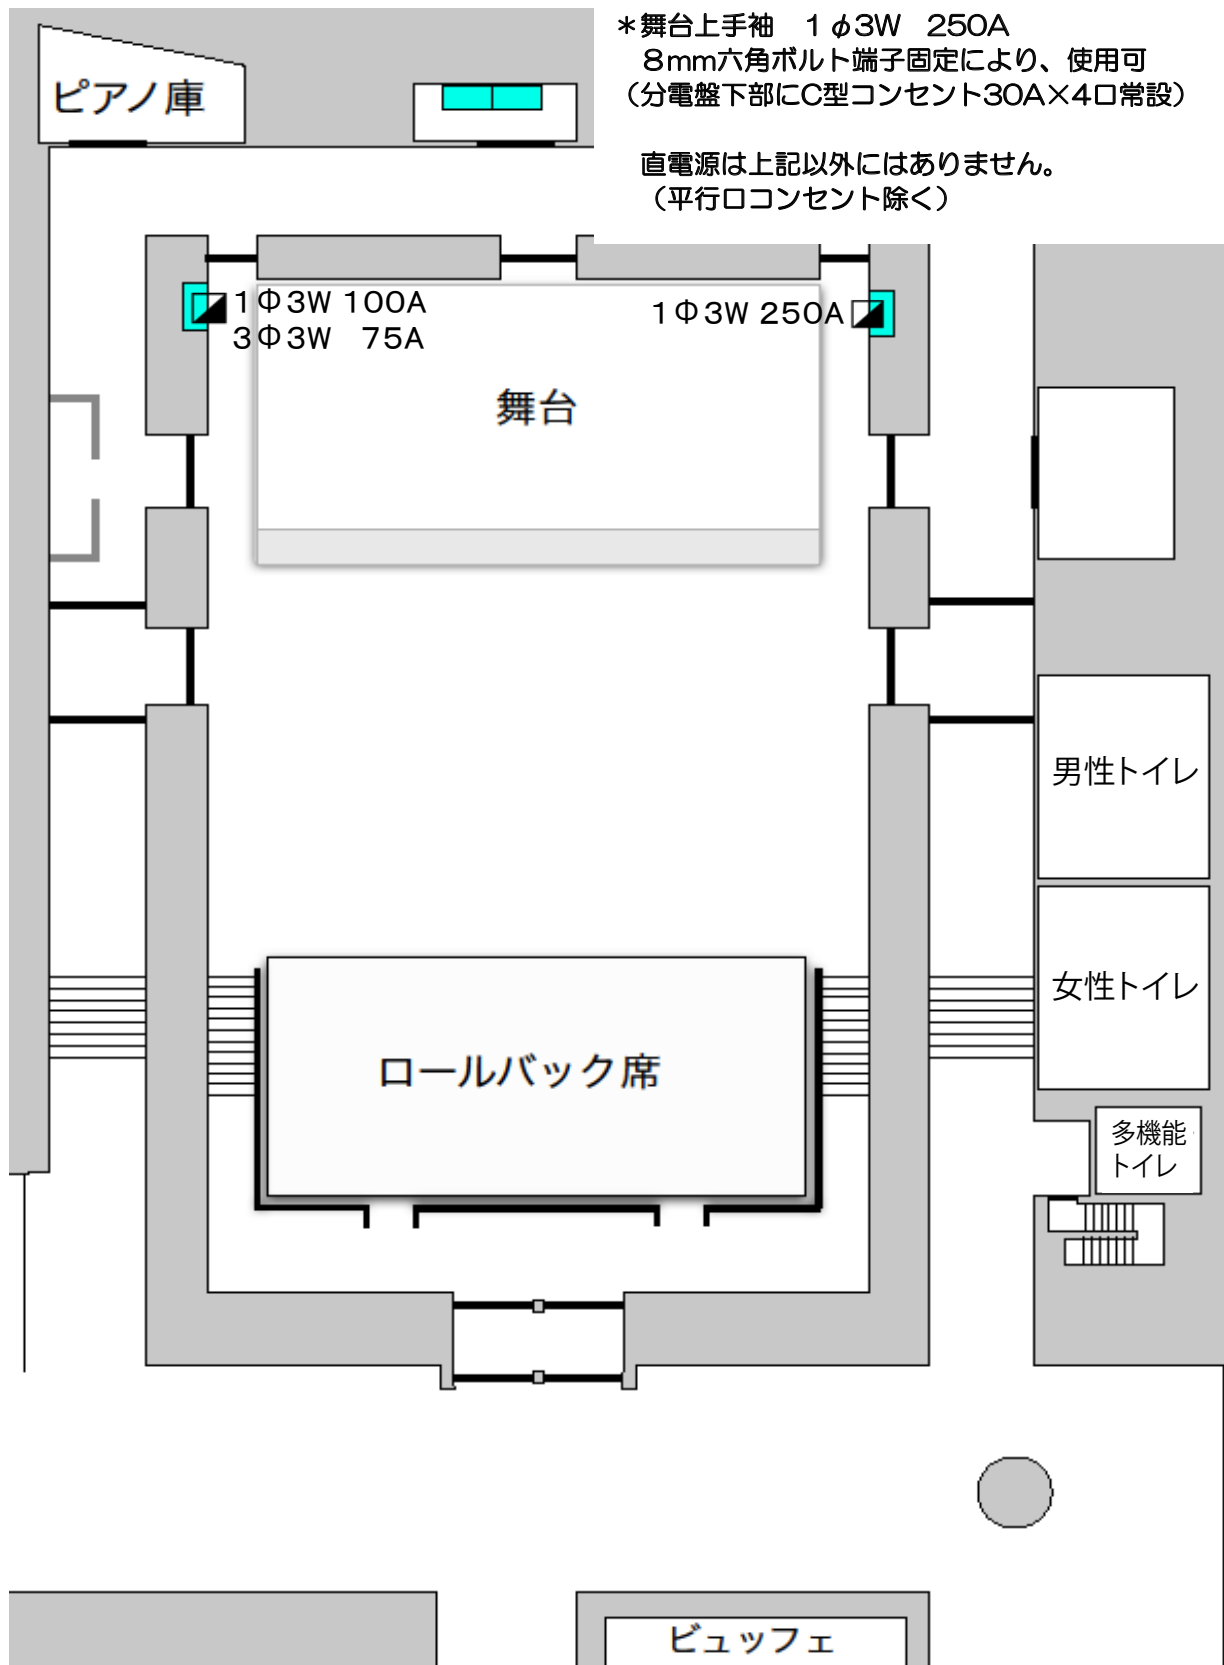 ＊舞台上手袖　１φ3W　250A
８mm六角ボルト端子固定により、使用可
（分電盤下部にC型コンセント30A×4口常設）
直電源は上記以外にはありません。
（平行口コンセント除く）
ピアノ庫
1Φ3W 100A
3Φ3W 75A
1Φ3W 250A
舞台
男性トイレ
女性トイレ
ロールバック席
多機能
トイレ
ビュッフェ